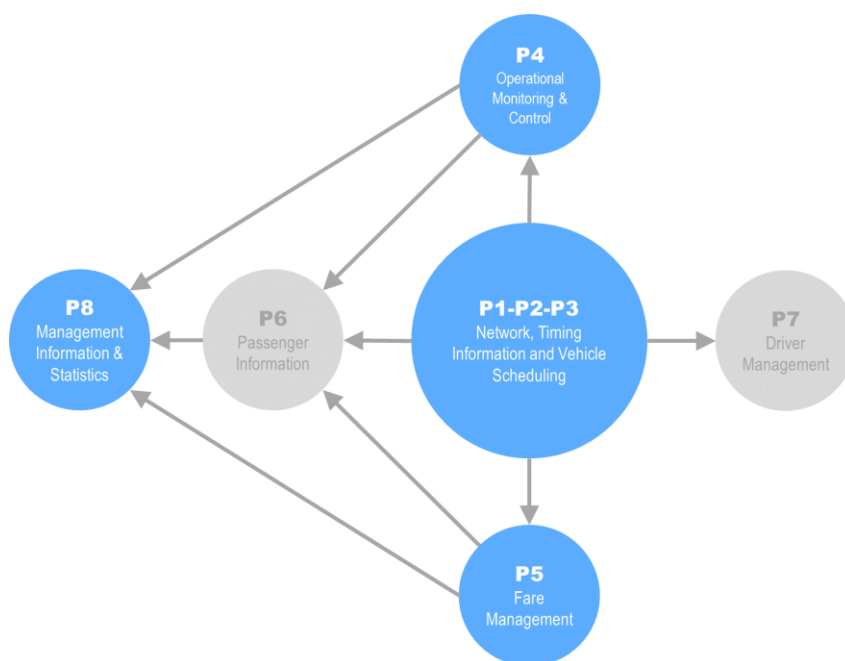 P4
Operational
Monitoring &
Control
P8
Management
Information &
Statistics
P6
Passenger
Information
P1-P2-P3
Network, Timing
Information and Vehicle
Scheduling
P7
Driver
Management
P5
Fare
Management